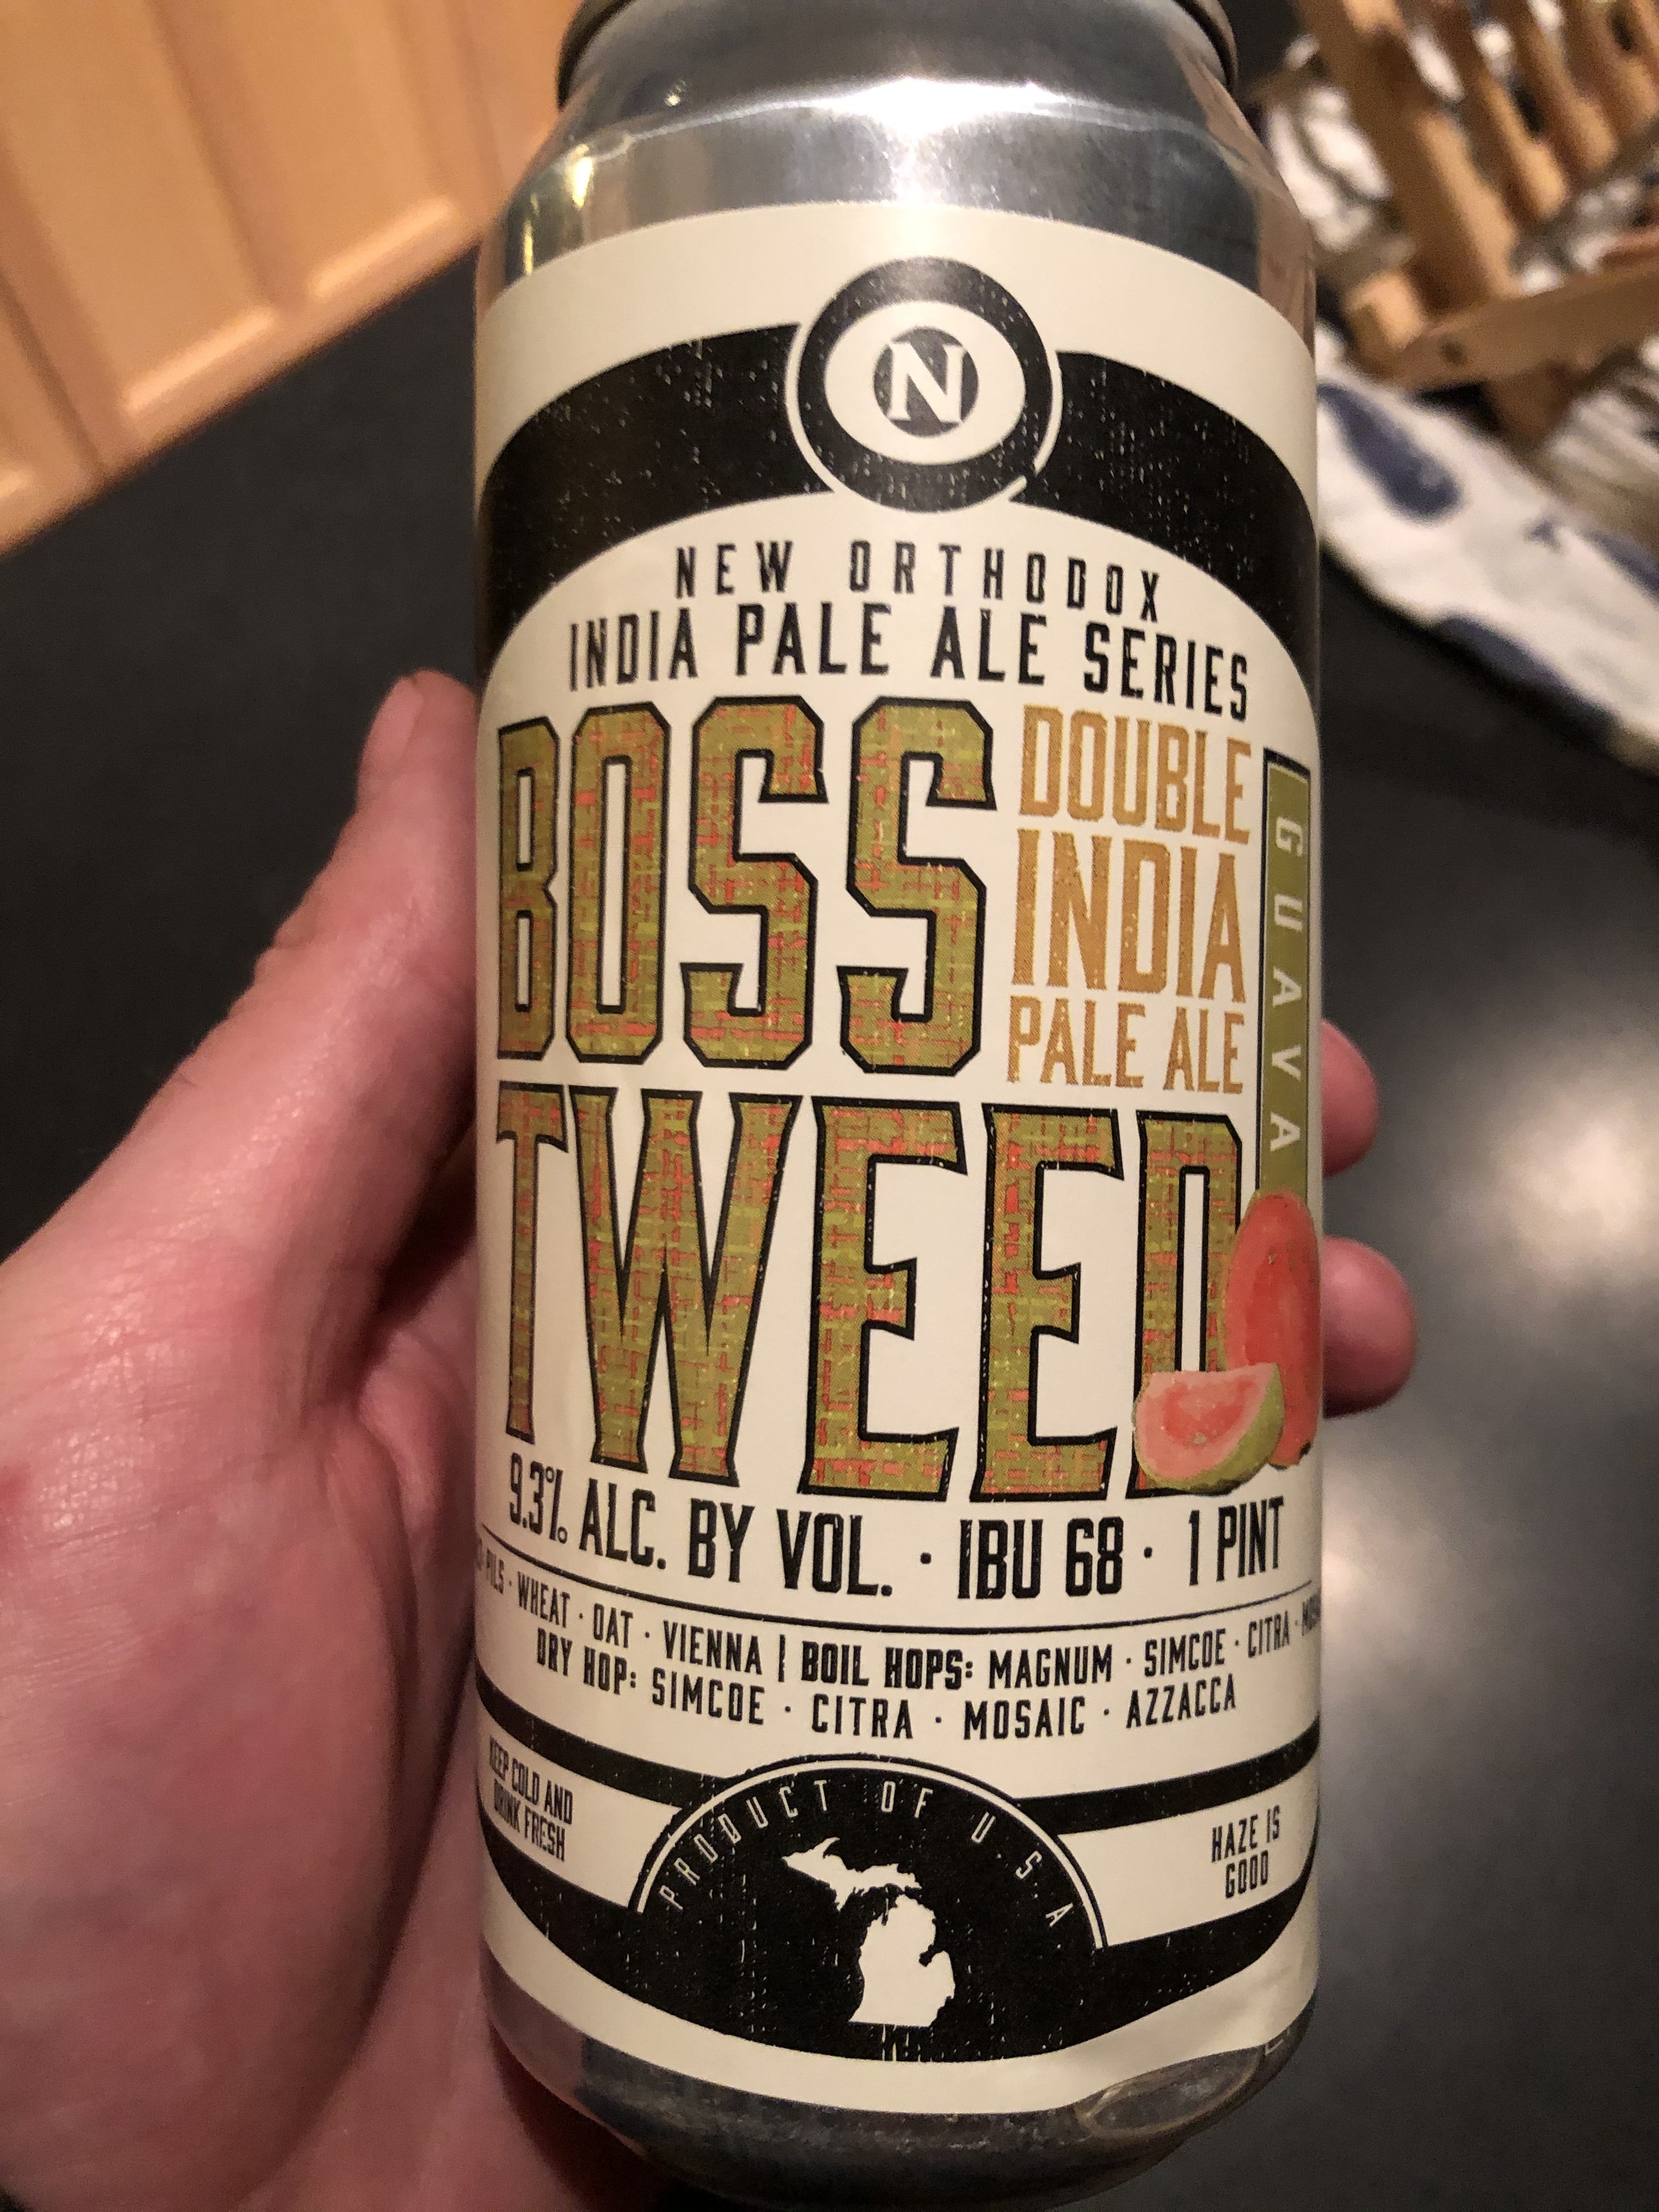 N
NEW ORTHODOX
INDIA PALE ALE SERIES
BOSS
DOUBLE
INDIA
PALE ALE
GUAVA
TWEED
9.3% ALC. BY VOL. · IBU 68 · 1 PINT
PILS · WHEAT · OAT · VIENNA | BOIL HOPS: MAGNUM · SIMCOE · CITRA ·
DRY HOP: SIMCOE · CITRA · MOSAIC · AZZACCA
KEEP COLD AND
DRINK FRESH
PRODUCT OF U.S.A
HAZE IS
GOOD